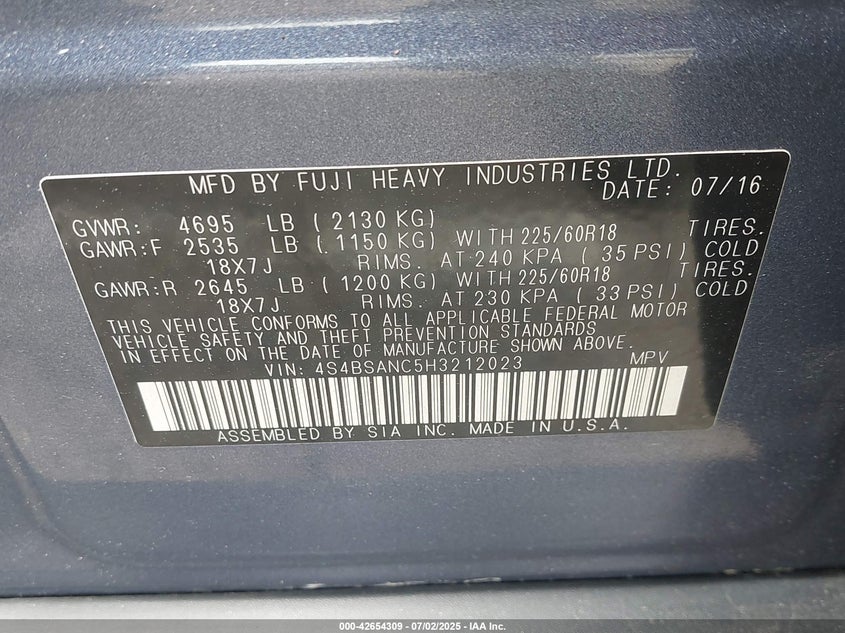 MFD BY FUJI HEAVY INDUSTRIES LTD.
DATE: 07/16
GVWR: 4695 LB ( 2130 KG)
GAWR:F 2535 LB ( 1150 KG) WITH 225/60R18 TIRES.
18X7J RIMS. AT 240 KPA ( 35 PSI) COLD
GAWR:R 2645 LB ( 1200 KG) WITH 225/60R18 TIRES.
18X7J RIMS. AT 230 KPA ( 33 PSI) COLD
THIS VEHICLE CONFORMS TO ALL APPLICABLE FEDERAL MOTOR
VEHICLE SAFETY AND THEFT PREVENTION STANDARDS
IN EFFECT ON THE DATE OF MANUFACTURE SHOWN ABOVE.
VIN: 4S4BSANC5H3212023 MPV
ASSEMBLED BY SIA INC. MADE IN U.S.A.
000-42654309 - 07/02/2025 - IAA Inc.